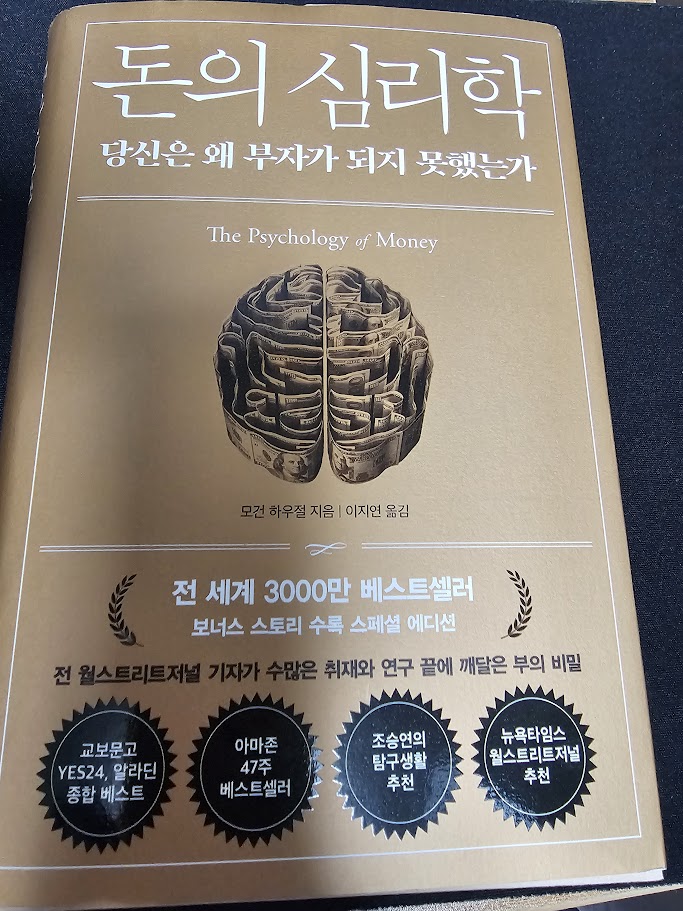 돈의 심리학
당신은 왜 부자가 되지 못했는가
The Psychology of Money
모건 하우절 지음 | 이지연 옮김
전 세계 3000만 베스트셀러
보너스 스토리 수록 스페셜 에디션
전 월스트리트저널 기자가 수많은 취재와 연구 끝에 깨달은 부의 비밀
교보문고
YES24, 알라딘
종합 베스트
아마존
47주
베스트셀러
조승연의
탐구생활
추천
뉴욕타임스
월스트리트저널
추천